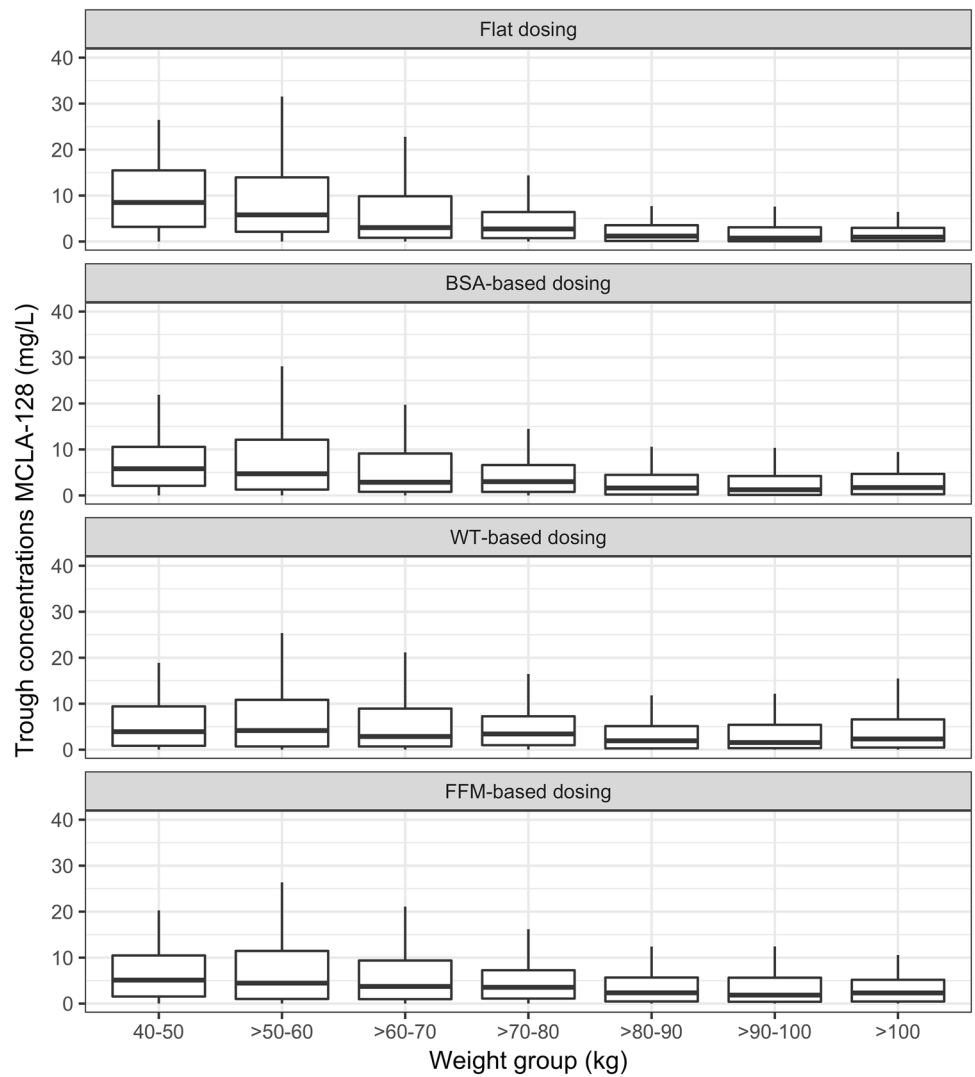 Flat dosing
40
30
20
10
0
BSA-based dosing
40
30
20
10
0
WT-based dosing
40
30
20
10
0
FFM-based dosing
40
30
20
10
0
Trough concentrations MCLA-128 (mg/L)
40-50 >50-60 >60-70 >70-80 >80-90 >90-100 >100
Weight group (kg)